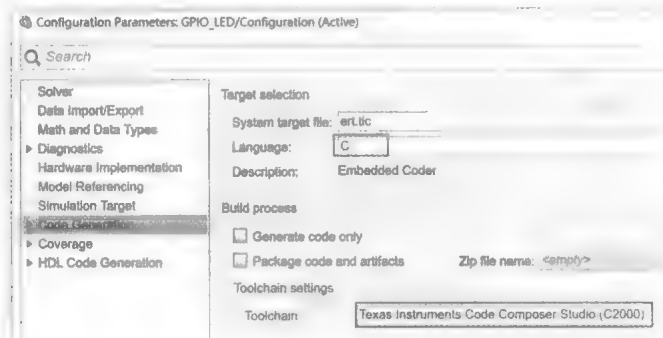 Configuration Parameters: GPIO_LED/Configuration (Active)
Search
Solver
Data Import/Export
Math and Data Types
Diagnostics
Hardware Implementation
Model Referencing
Simulation Target
Code Generation
Coverage
HDL Code Generation
Target selection
System target file: ert.tlc
Language: C
Description: Embedded Coder
Build process
Generate code only
Package code and artifacts Zip file name: <empty>
Toolchain settings
Toolchain Texas Instruments Code Composer Studio (C2000)